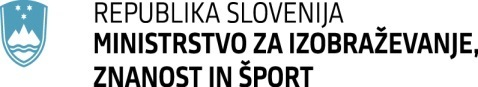 REPUBLIKA SLOVENIJA
MINISTRSTVO ZA IZOBRAŽEVANJE,
ZNANOST IN ŠPORT